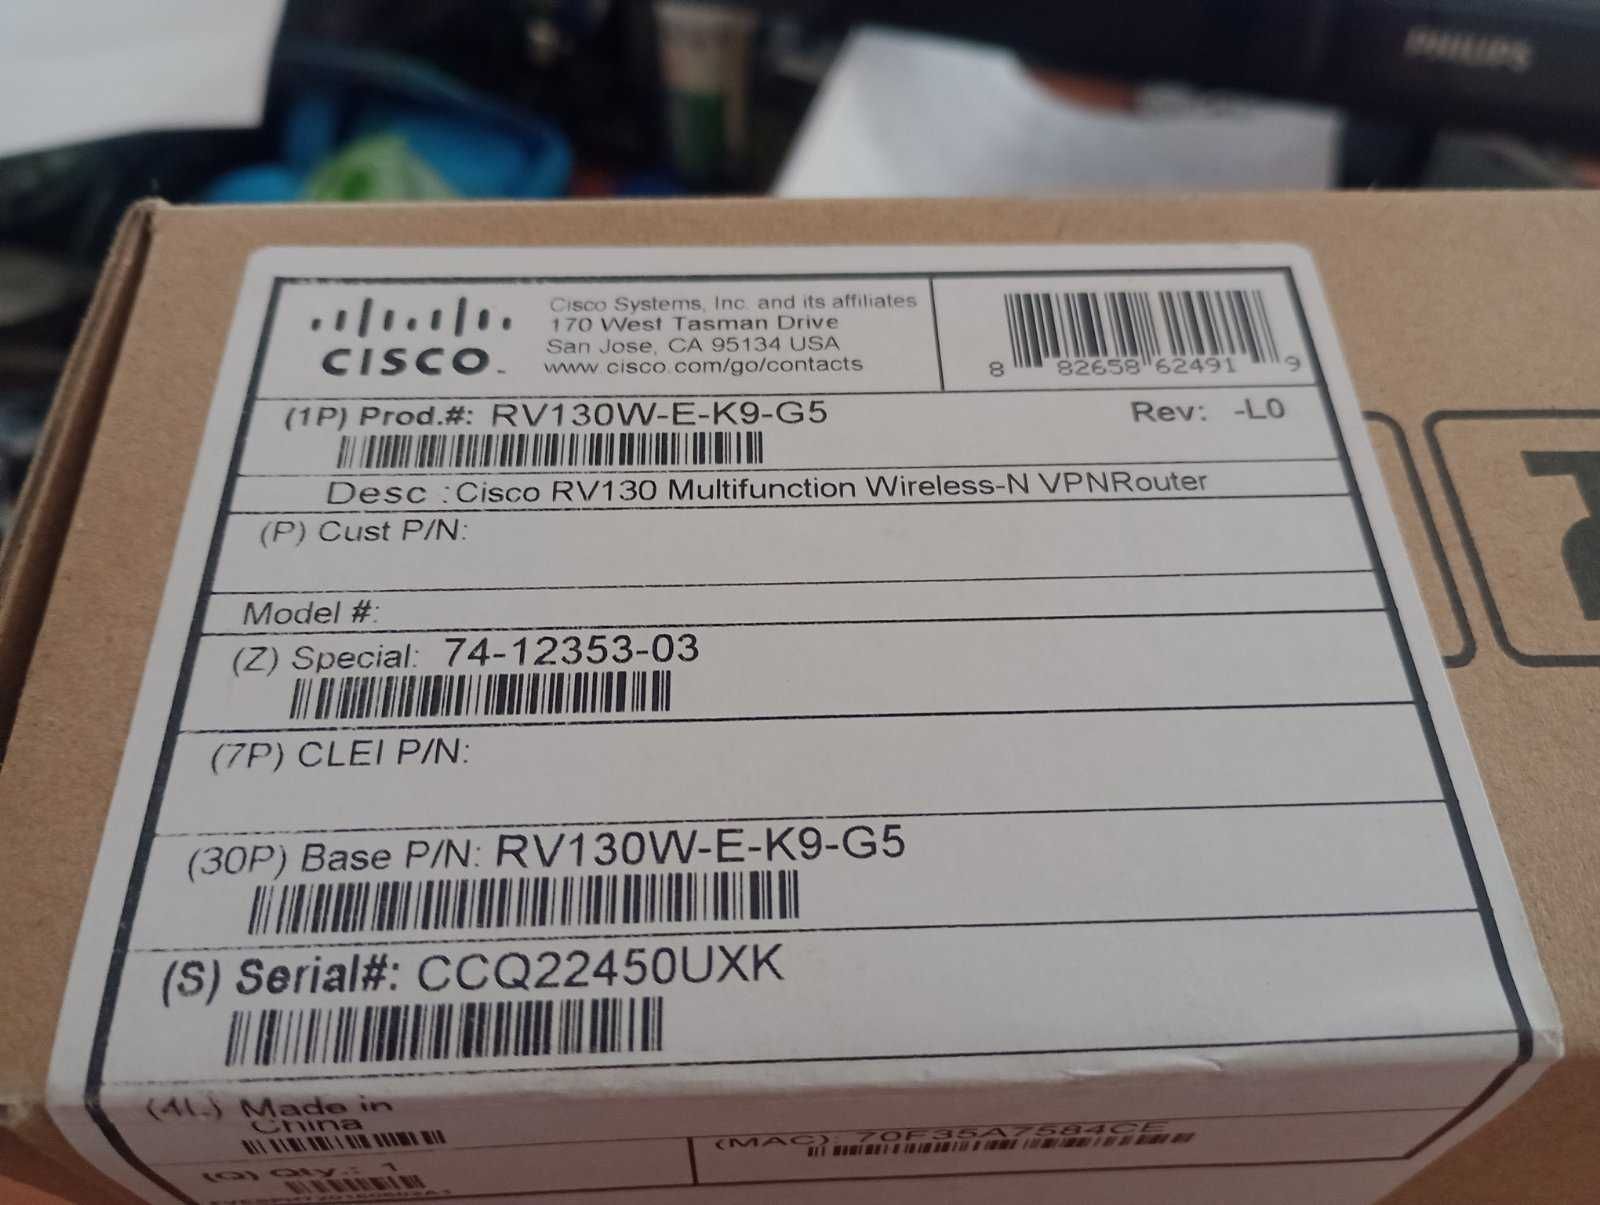 PHILIPS
CISCO
Cisco Systems, Inc. and its affiliates
170 West Tasman Drive
San Jose, CA 95134 USA
www.cisco.com/go/contacts
8 82658 62491 9
(1P) Prod.#: RV130W-E-K9-G5
Rev: -L0
Desc :Cisco RV130 Multifunction Wireless-N VPNRouter
(P) Cust P/N:
Model #:
(Z) Special: 74-12353-03
(7P) CLEI P/N:
(30P) Base P/N: RV130W-E-K9-G5
(S) Serial#: CCQ22450UXK
(4L) Made in
China
(MAC): 70F35A7584CE
(Q) Qty.: 1